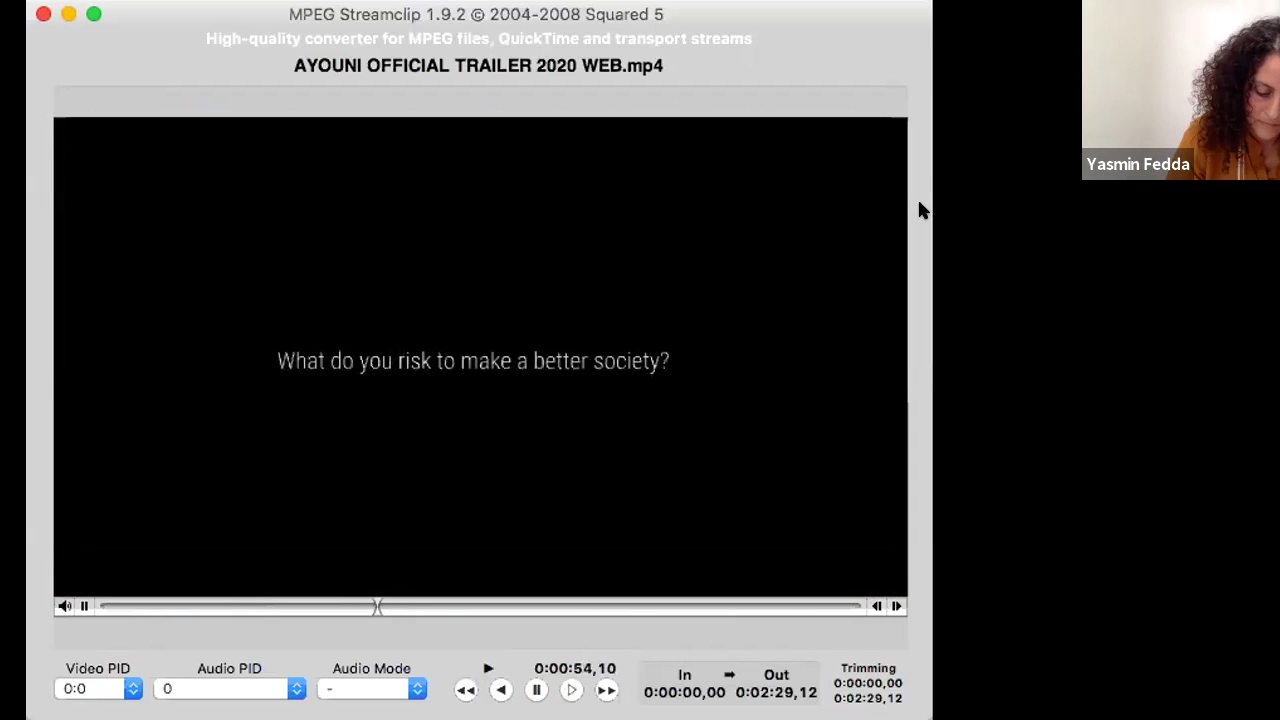 MPEG Streamclip 1.9.2 © 2004-2008 Squared 5
High-quality converter for MPEG files, QuickTime and transport streams
AYOUNI OFFICIAL TRAILER 2020 WEB.mp4
Yasmin Fedda
What do you risk to make a better society?
Video PID
Audio PID
Audio Mode
0:00:54,10
In
Out
Trimming
0:0
0
-
0:00:00,00
0:02:29,12
0:00:00,00
0:02:29,12